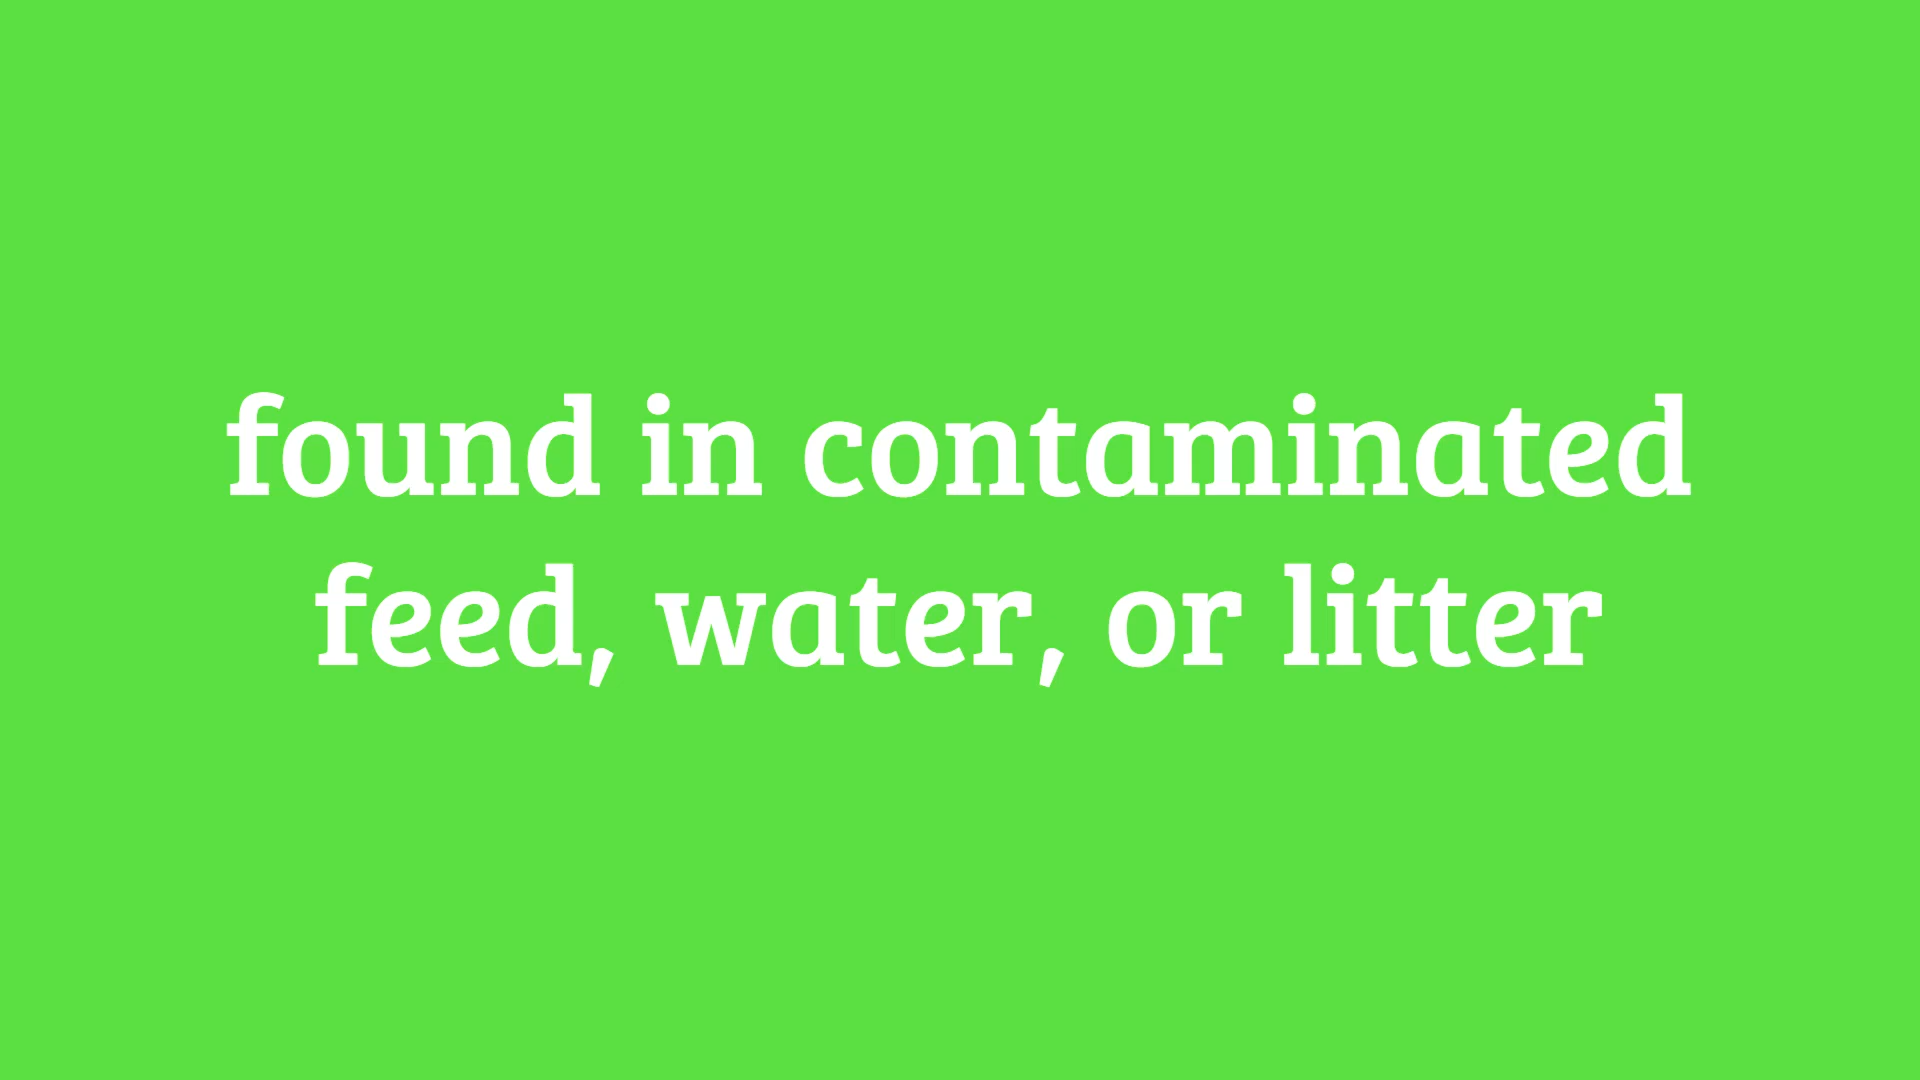 found in contaminated
feed, water, or litter